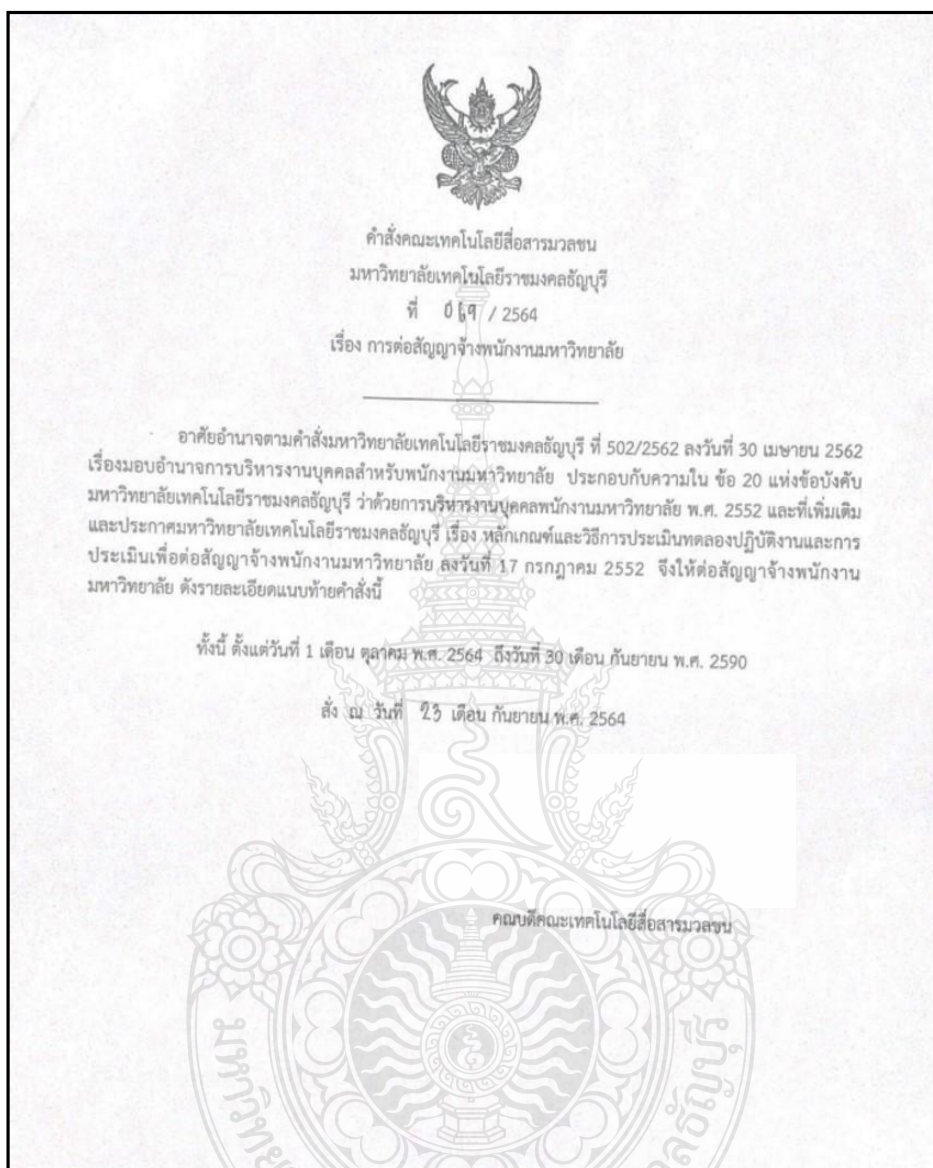 คำสั่งคณะเทคโนโลยีสื่อสารมวลชน
มหาวิทยาลัยเทคโนโลยีราชมงคลธัญบุรี
ที่ 069 / 2564
เรื่อง การต่อสัญญาจ้างพนักงานมหาวิทยาลัย
อาศัยอำนาจตามคำสั่งมหาวิทยาลัยเทคโนโลยีราชมงคลธัญบุรี ที่ 502/2562 ลงวันที่ 30 เมษายน 2562
เรื่องมอบอำนาจการบริหารงานบุคคลสำหรับพนักงานมหาวิทยาลัย ประกอบกับความใน ข้อ 20 แห่งข้อบังคับ
มหาวิทยาลัยเทคโนโลยีราชมงคลธัญบุรี ว่าด้วยการบริหารงานบุคคลพนักงานมหาวิทยาลัย พ.ศ. 2552 และที่เพิ่มเติม
และประกาศมหาวิทยาลัยเทคโนโลยีราชมงคลธัญบุรี เรื่อง หลักเกณฑ์และวิธีการประเมินทดลองปฏิบัติงานและการ
ประเมินเพื่อต่อสัญญาจ้างพนักงานมหาวิทยาลัย ลงวันที่ 17 กรกฎาคม 2552 จึงให้ต่อสัญญาจ้างพนักงาน
มหาวิทยาลัย ดังรายละเอียดแนบท้ายคำสั่งนี้
ทั้งนี้ ตั้งแต่วันที่ 1 เดือน ตุลาคม พ.ศ. 2564 ถึงวันที่ 30 เดือน กันยายน พ.ศ. 2590
สั่ง ณ วันที่ 23 เดือน กันยายน พ.ศ. 2564
คณบดีคณะเทคโนโลยีสื่อสารมวลชน